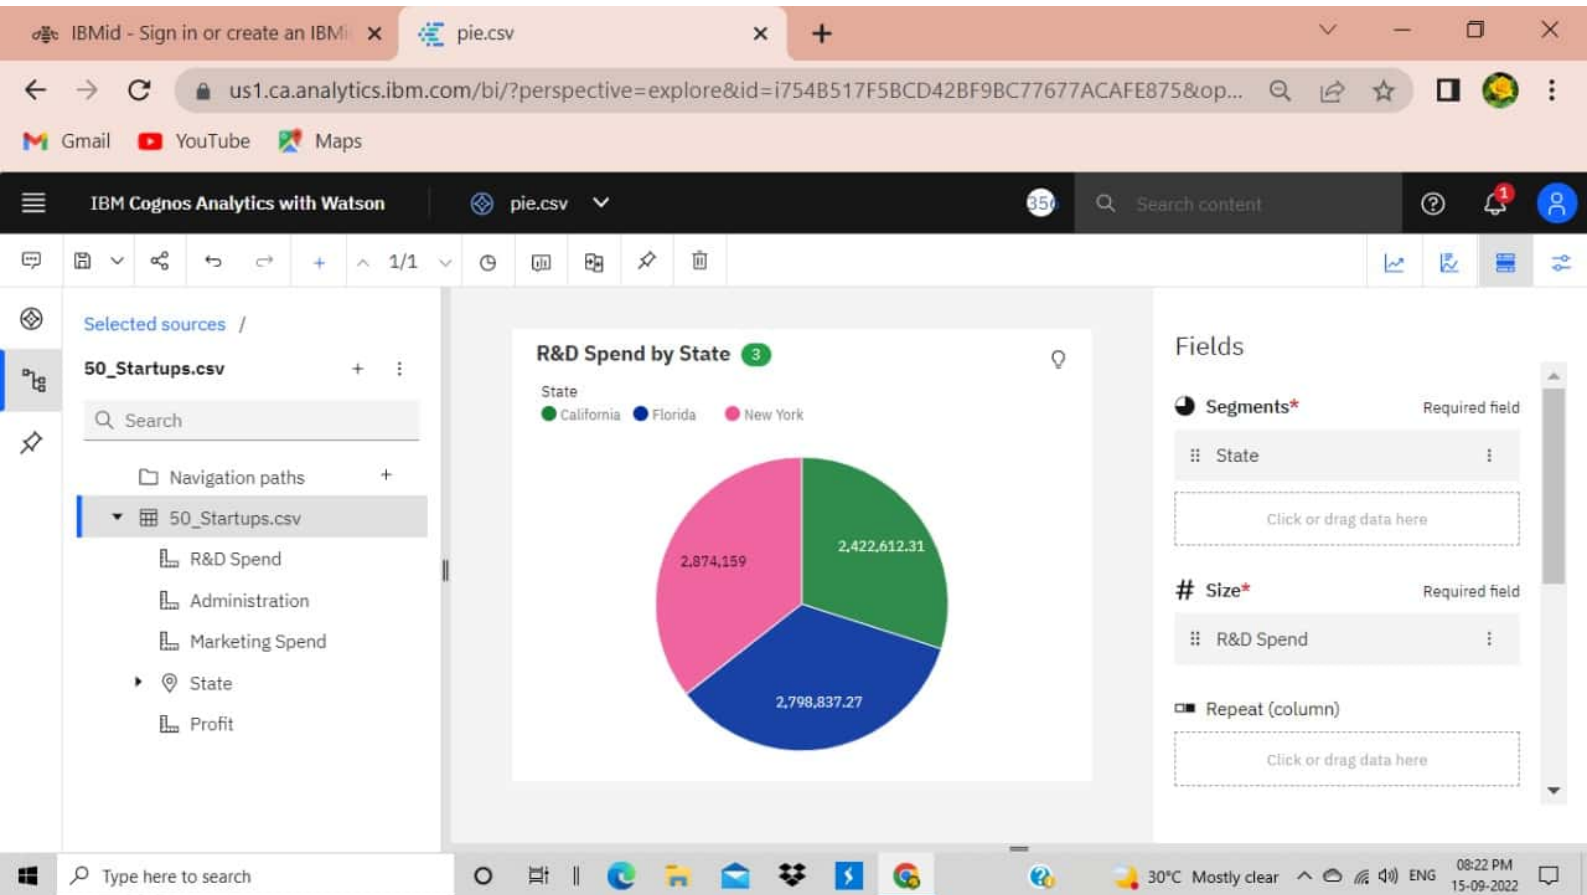 IBMid - Sign in or create an IBMi
pie.csv
us1.ca.analytics.ibm.com/bi/?perspective=explore&id=i754B517F5BCD42BF9BC77677ACAFE875&op...
Gmail
YouTube
Maps
IBM Cognos Analytics with Watson
pie.csv
Search content
1
1/1
Selected sources /
50_Startups.csv
Search
Navigation paths
50_Startups.csv
R&D Spend
Administration
Marketing Spend
State
Profit
R&D Spend by State 3
State
California Florida New York
2,874,159
2,422,612.31
2,798,837.27
Fields
Segments* Required field
State
Click or drag data here
# Size* Required field
R&D Spend
Repeat (column)
Click or drag data here
Type here to search
30°C Mostly clear
ENG
08:22 PM
15-09-2022